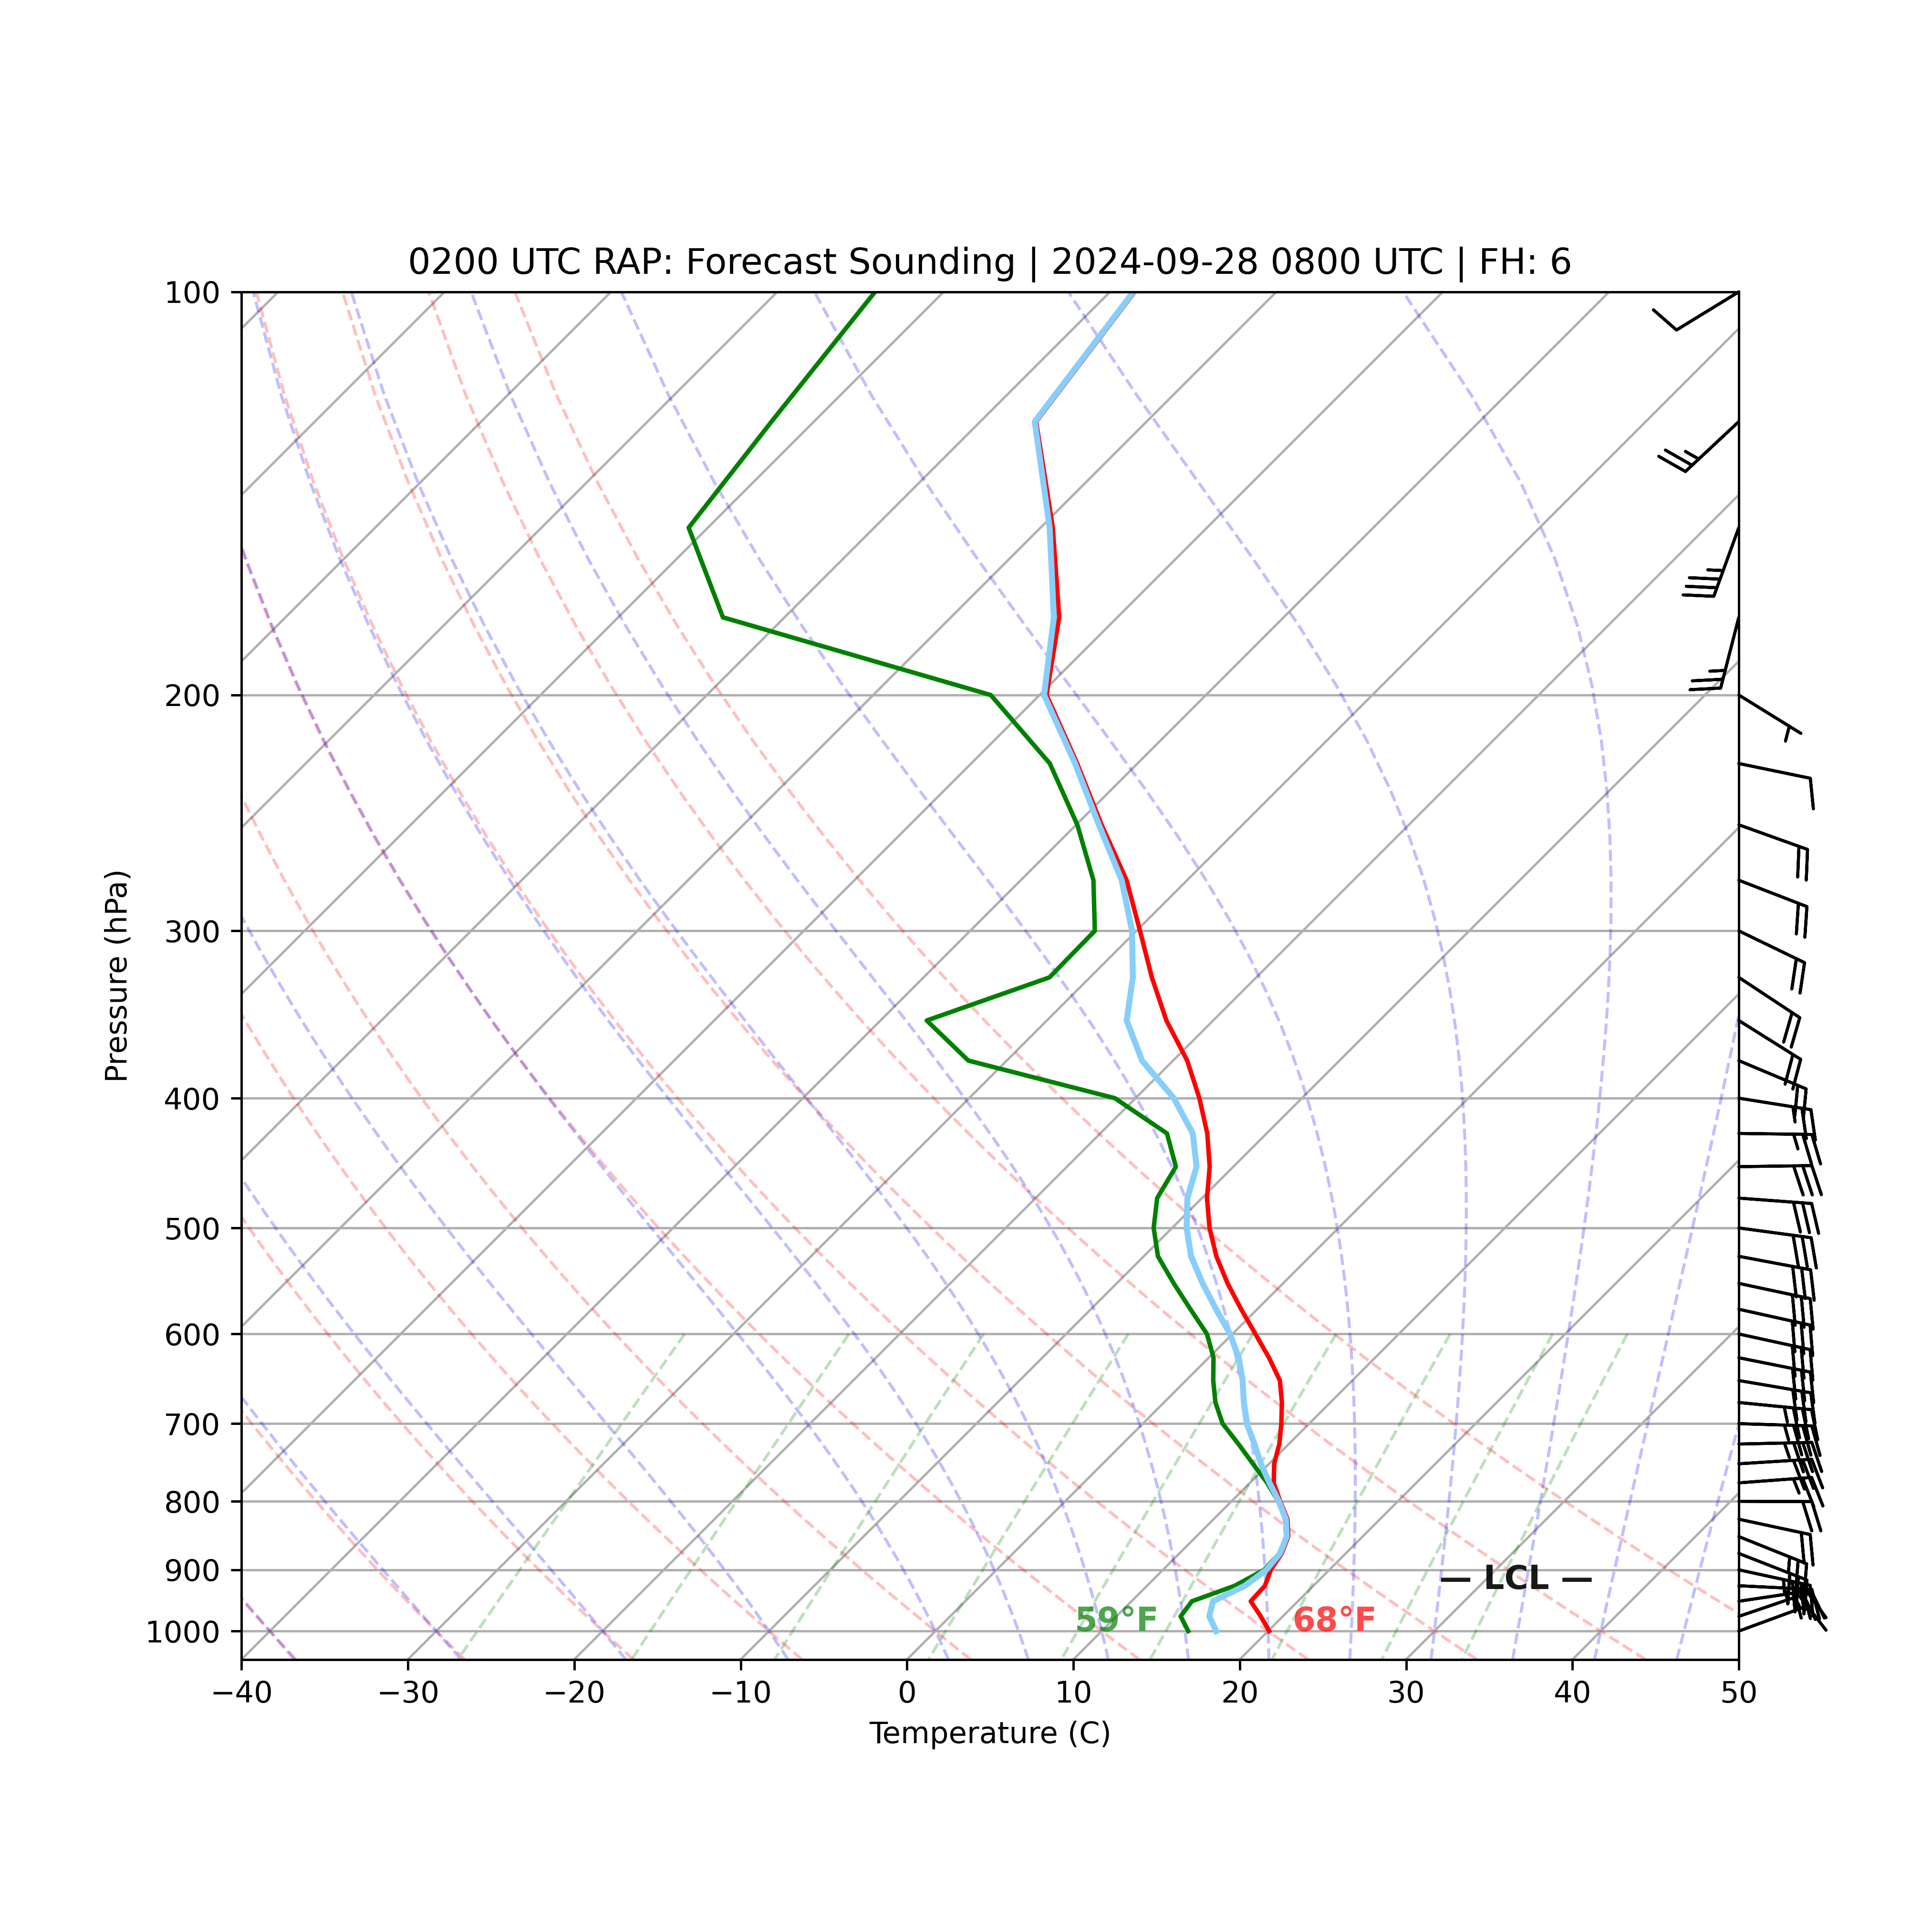 0200 UTC RAP: Forecast Sounding | 2024-09-28 0800 UTC | FH: 6
100
200
300
400
500
600
700
800
900
1000
Pressure (hPa)
— LCL —
59°F
68°F
−40 −30 −20 −10 0 10 20 30 40 50
Temperature (C)